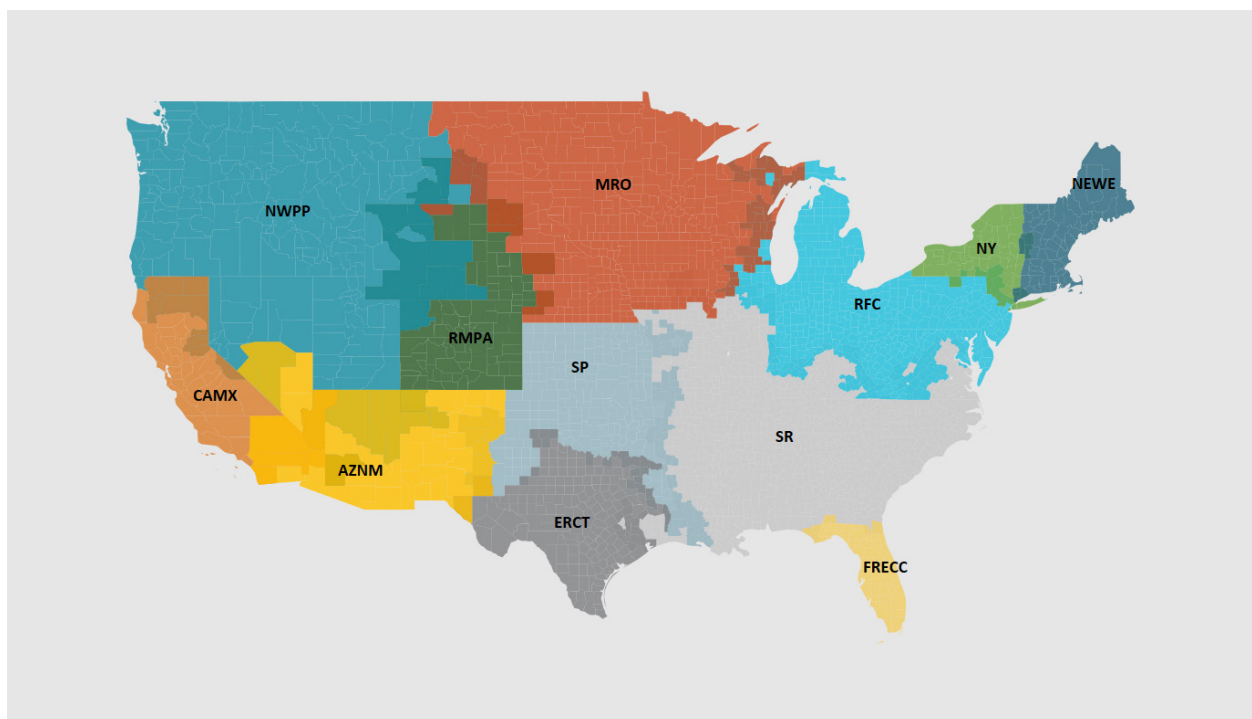 MRO
NEWE
NWPP
NY
RFC
RMPA
SP
CAMX
SR
AZNM
ERCT
FRECC